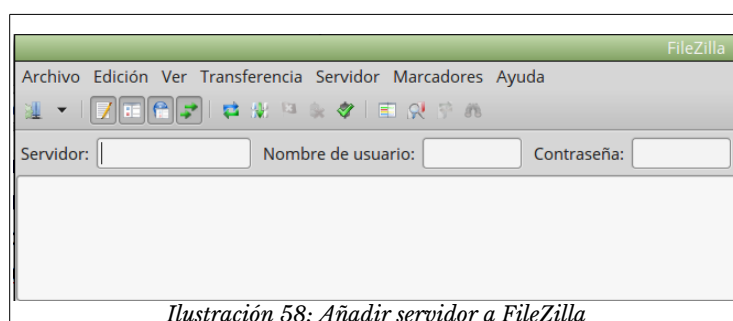 FileZilla
Archivo Edición Ver Transferencia Servidor Marcadores Ayuda
Servidor: Nombre de usuario: Contraseña:
Ilustración 58: Añadir servidor a FileZilla